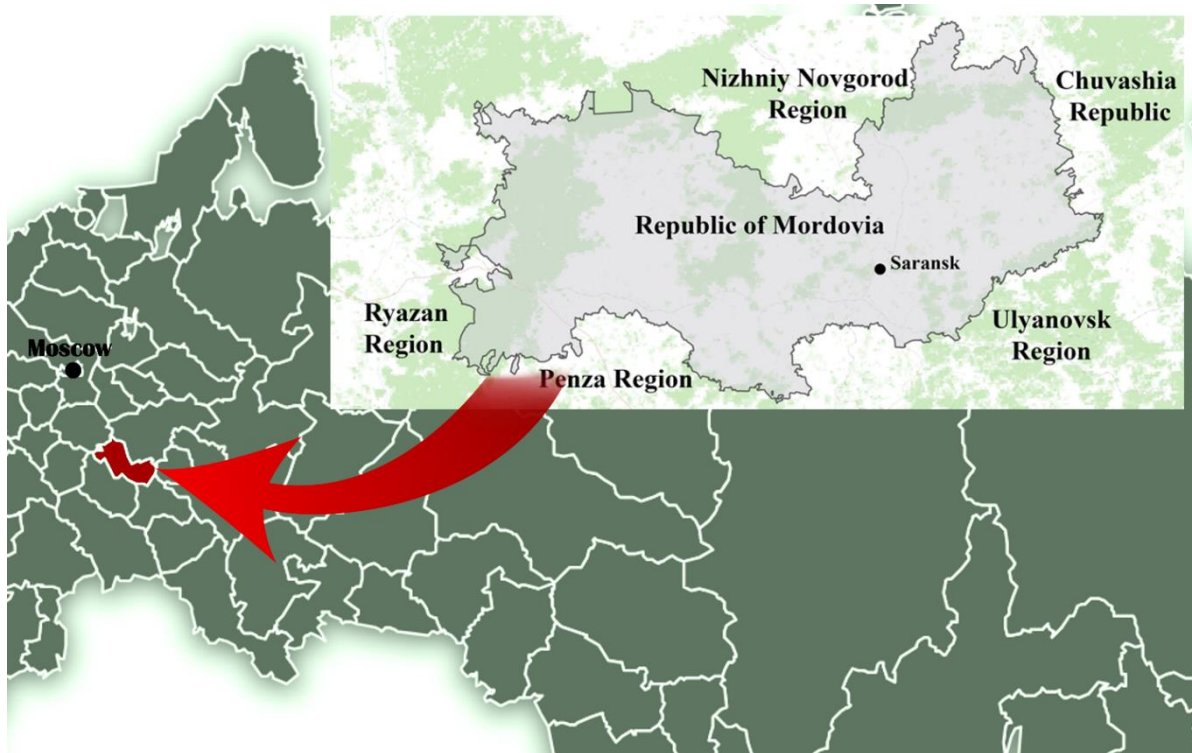 Nizhniy Novgorod
Region
Chuvashia
Republic
Republic of Mordovia
Saransk
Ryazan
Region
Ulyanovsk
Region
Penza Region
Moscow